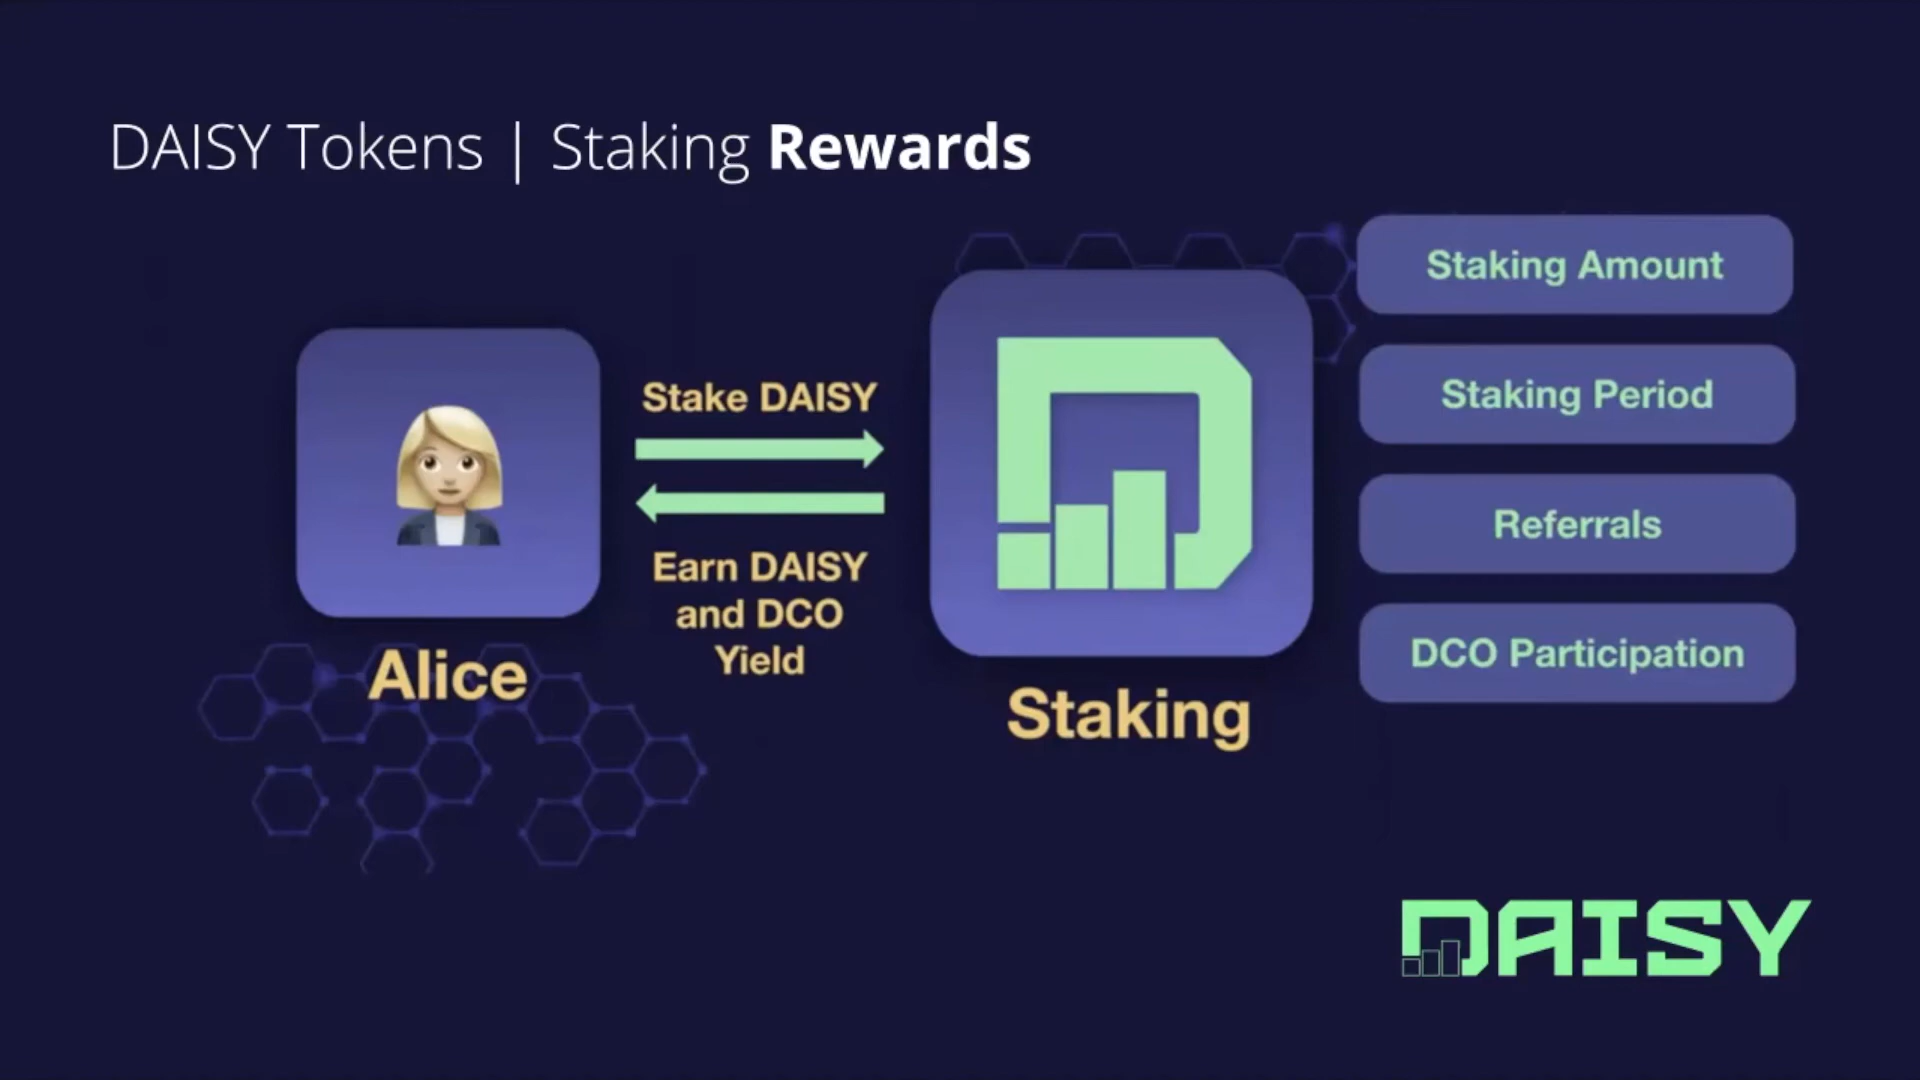 DAISY Tokens | Staking Rewards
Stake DAISY
Earn DAISY
and DCO
Yield
Alice
Staking
Staking Amount
Staking Period
Referrals
DCO Participation
DAISY